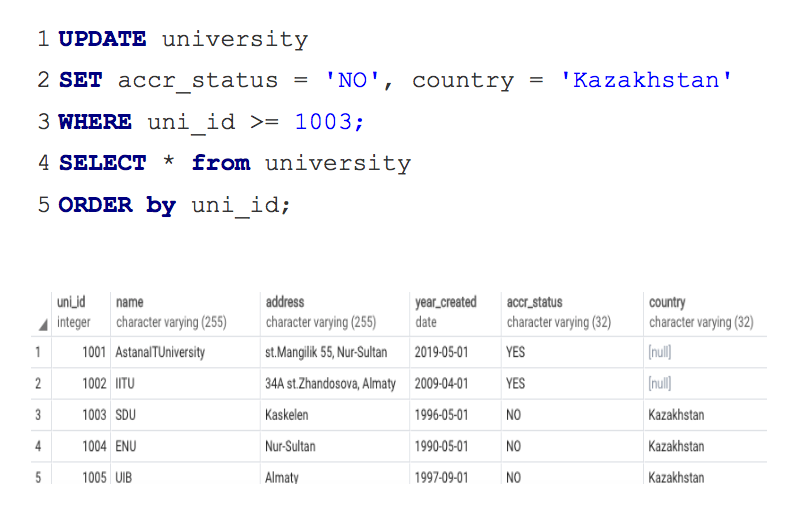 1 UPDATE university
2 SET accr_status = 'NO', country = 'Kazakhstan'
3 WHERE uni_id >= 1003;
4 SELECT * from university
5 ORDER by uni_id;
uni_id name address year_created accr_status country
integer character varying (255) character varying (255) date character varying (32) character varying (32)
1 1001 AstanaITUniversity st.Mangilik 55, Nur-Sultan 2019-05-01 YES [null]
2 1002 IITU 34A st.Zhandosova, Almaty 2009-04-01 YES [null]
3 1003 SDU Kaskelen 1996-05-01 NO Kazakhstan
4 1004 ENU Nur-Sultan 1990-05-01 NO Kazakhstan
5 1005 UIB Almaty 1997-09-01 NO Kazakhstan